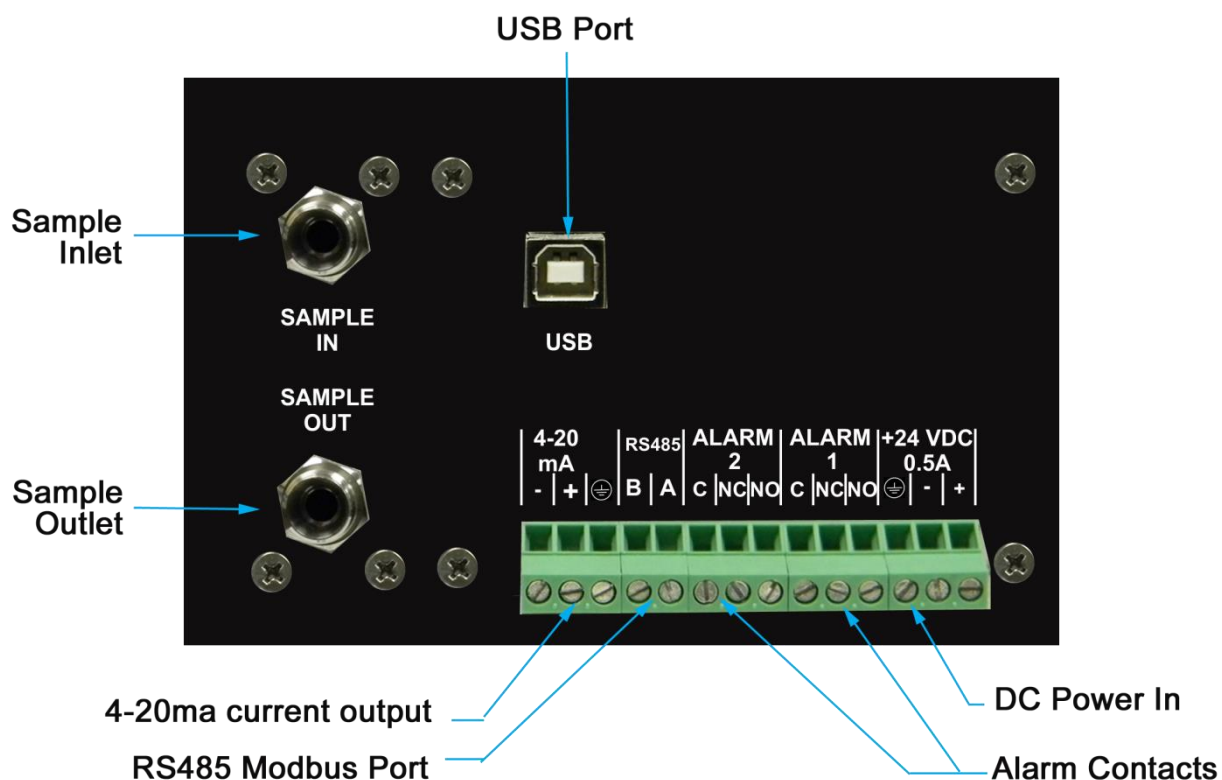 USB Port
Sample
Inlet
SAMPLE
IN
USB
SAMPLE
OUT
Sample
Outlet
4-20
mA
- + ⏚
RS485
B A
ALARM
2
C NC NO
ALARM
1
C NC NO
+24 VDC
0.5A
⏚ - +
4-20ma current output
RS485 Modbus Port
DC Power In
Alarm Contacts